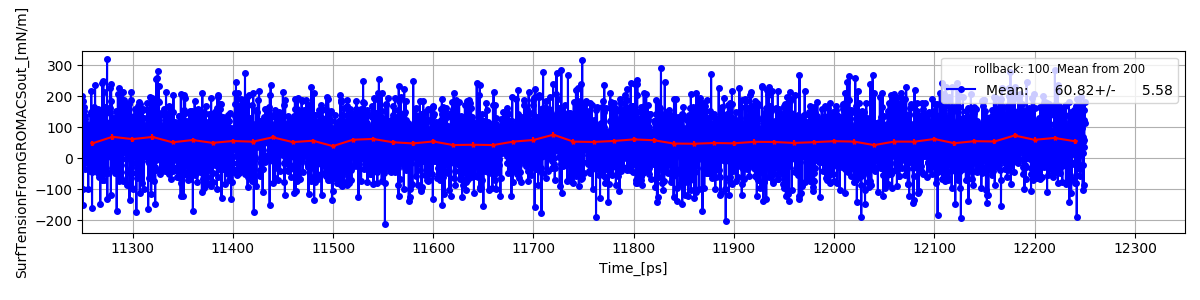 SurfTensionFromGROMACSout_[mN/m]
300
200
100
0
−100
−200
rollback: 100. Mean from 200
Mean: 60.82+/- 5.58
11300 11400 11500 11600 11700 11800 11900 12000 12100 12200 12300
Time_[ps]